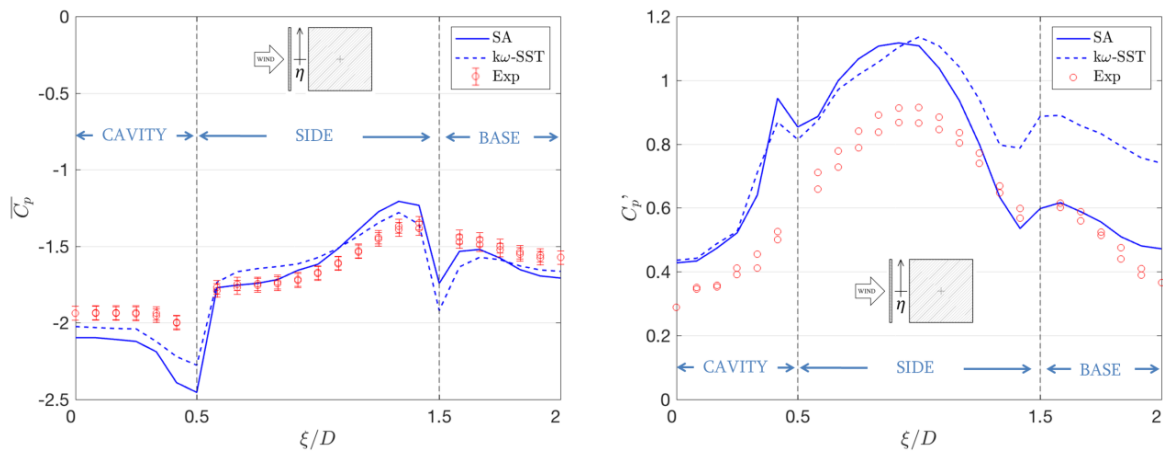 0
-0.5
-1
-1.5
-2
-2.5
0
0.5
1.5
2
ξ/D
C̅p̅
WIND
η
SA
kω-SST
Exp
CAVITY
SIDE
BASE
1.2
1
0.8
0.6
0.4
0.2
0
0
0.5
1.5
2
ξ/D
Cp'
SA
kω-SST
Exp
WIND
η
CAVITY
SIDE
BASE